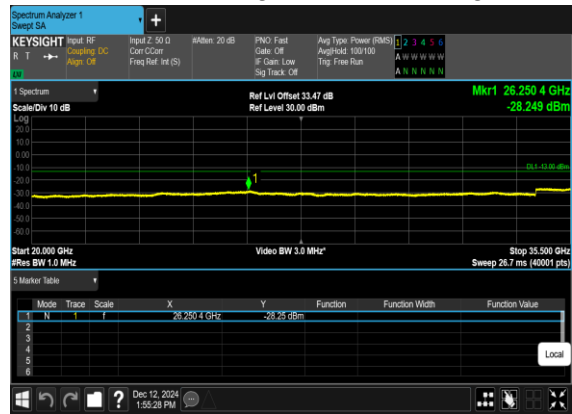 Spectrum Analyzer 1
Swept SA
+
KEYSIGHT Input: RF Input Z: 50 Ω #Atten: 20 dB PNO: Fast Avg Type: Power (RMS) 1 2 3 4 5 6
R T Coupling: DC Corr CCorr Gate: Off Avg|Hold: 100/100 A W W W W W
Align: Off Freq Ref: Int (S) IF Gain: Low Trig: Free Run
LW Sig Track: Off A N N N N N
1 Spectrum Ref Lvl Offset 33.47 dB Mkr1 26.250 4 GHz
Scale/Div 10 dB Ref Level 30.00 dBm -28.249 dBm
Log
20.0
10.0
0.00
-10.0 DL1 -13.00 dBm
-20.0 1
-30.0
-40.0
-50.0
-60.0
Start 20.000 GHz Video BW 3.0 MHz* Stop 35.500 GHz
#Res BW 1.0 MHz Sweep 26.7 ms (40001 pts)
5 Marker Table
Mode Trace Scale X Y Function Function Width Function Value
1 N 1 f 26.250 4 GHz -28.25 dBm
2
3
4
5
6
Local
? Dec 12, 2024
1:55:28 PM